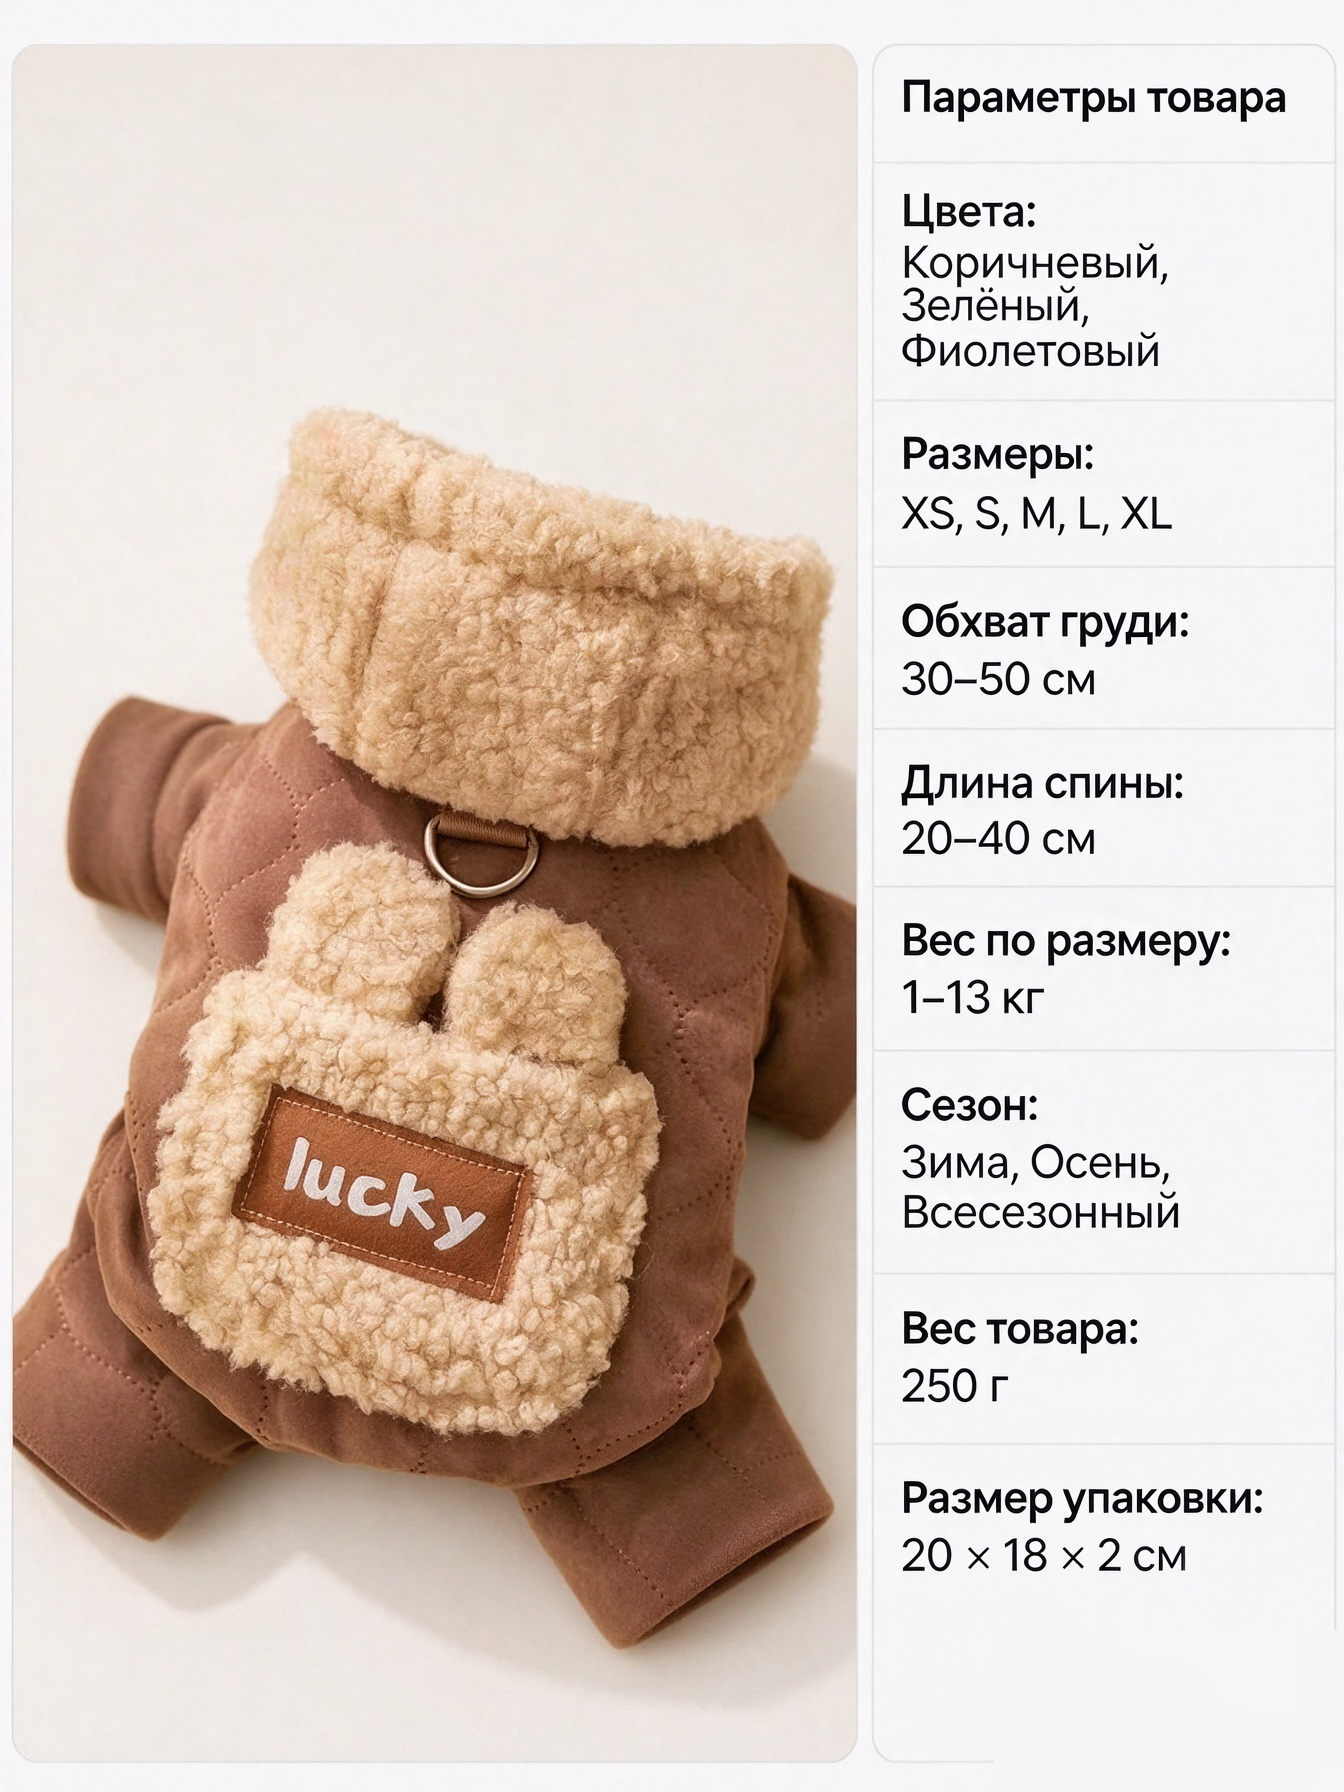 Параметры товара
Цвета:
Коричневый,
Зелёный,
Фиолетовый
Размеры:
XS, S, M, L, XL
Обхват груди:
30–50 см
Длина спины:
20–40 см
Вес по размеру:
1–13 кг
Сезон:
Зима, Осень,
Всесезонный
Вес товара:
250 г
Размер упаковки:
20 × 18 × 2 см
lucky